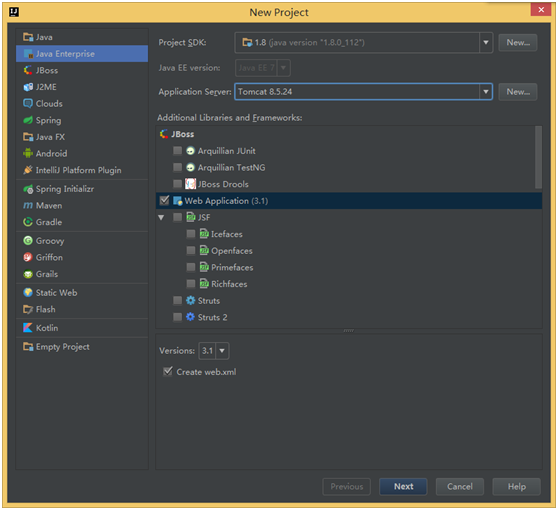 New Project
Java
Java Enterprise
JBoss
J2ME
Clouds
Spring
Java FX
Android
IntelliJ Platform Plugin
Spring Initializr
Maven
Gradle
Groovy
Griffon
Grails
Static Web
Flash
Kotlin
Empty Project
Project SDK: 1.8 (java version "1.8.0_112") New...
Java EE version: Java EE 7
Application Server: Tomcat 8.5.24 New...
Additional Libraries and Frameworks:
JBoss
Arquillian JUnit
Arquillian TestNG
JBoss Drools
Web Application (3.1)
JSF
Icefaces
Openfaces
Primefaces
Richfaces
Struts
Struts 2
Versions: 3.1
Create web.xml
Previous Next Cancel Help